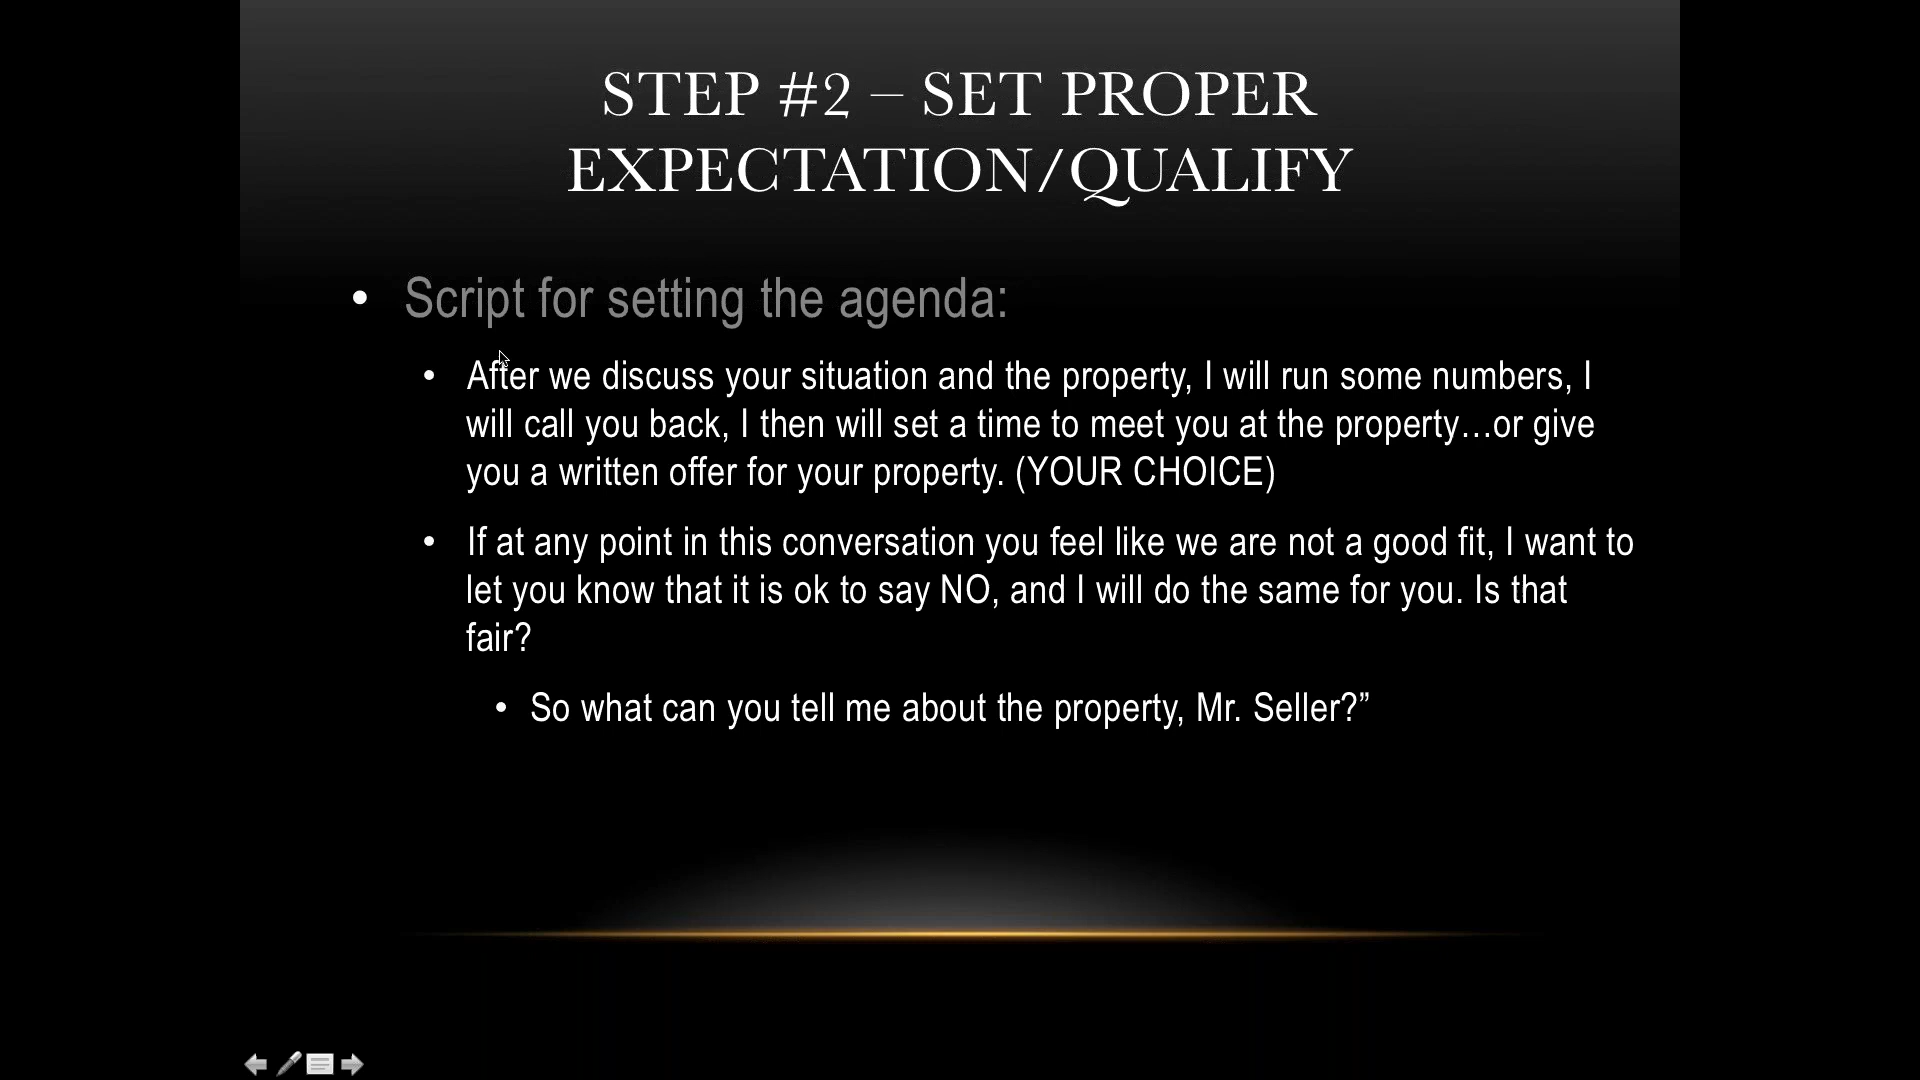 STEP #2 – SET PROPER
EXPECTATION/QUALIFY
• Script for setting the agenda:
• After we discuss your situation and the property, I will run some numbers, I
will call you back, I then will set a time to meet you at the property…or give
you a written offer for your property. (YOUR CHOICE)
• If at any point in this conversation you feel like we are not a good fit, I want to
let you know that it is ok to say NO, and I will do the same for you. Is that
fair?
• So what can you tell me about the property, Mr. Seller?”